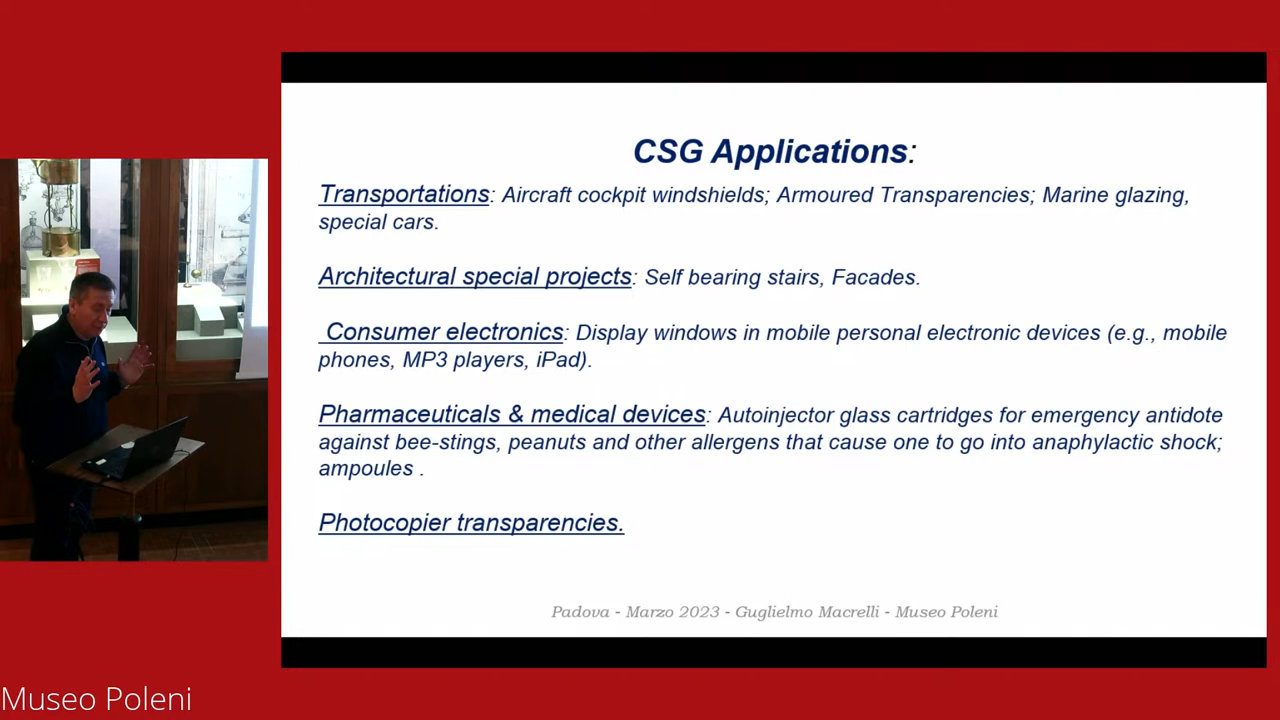 CSG Applications:
Transportations: Aircraft cockpit windshields; Armoured Transparencies; Marine glazing,
special cars.
Architectural special projects: Self bearing stairs, Facades.
Consumer electronics: Display windows in mobile personal electronic devices (e.g., mobile
phones, MP3 players, iPad).
Pharmaceuticals & medical devices: Autoinjector glass cartridges for emergency antidote
against bee-stings, peanuts and other allergens that cause one to go into anaphylactic shock;
ampoules .
Photocopier transparencies.
Padova - Marzo 2023 - Guglielmo Macrelli - Museo Poleni
Museo Poleni